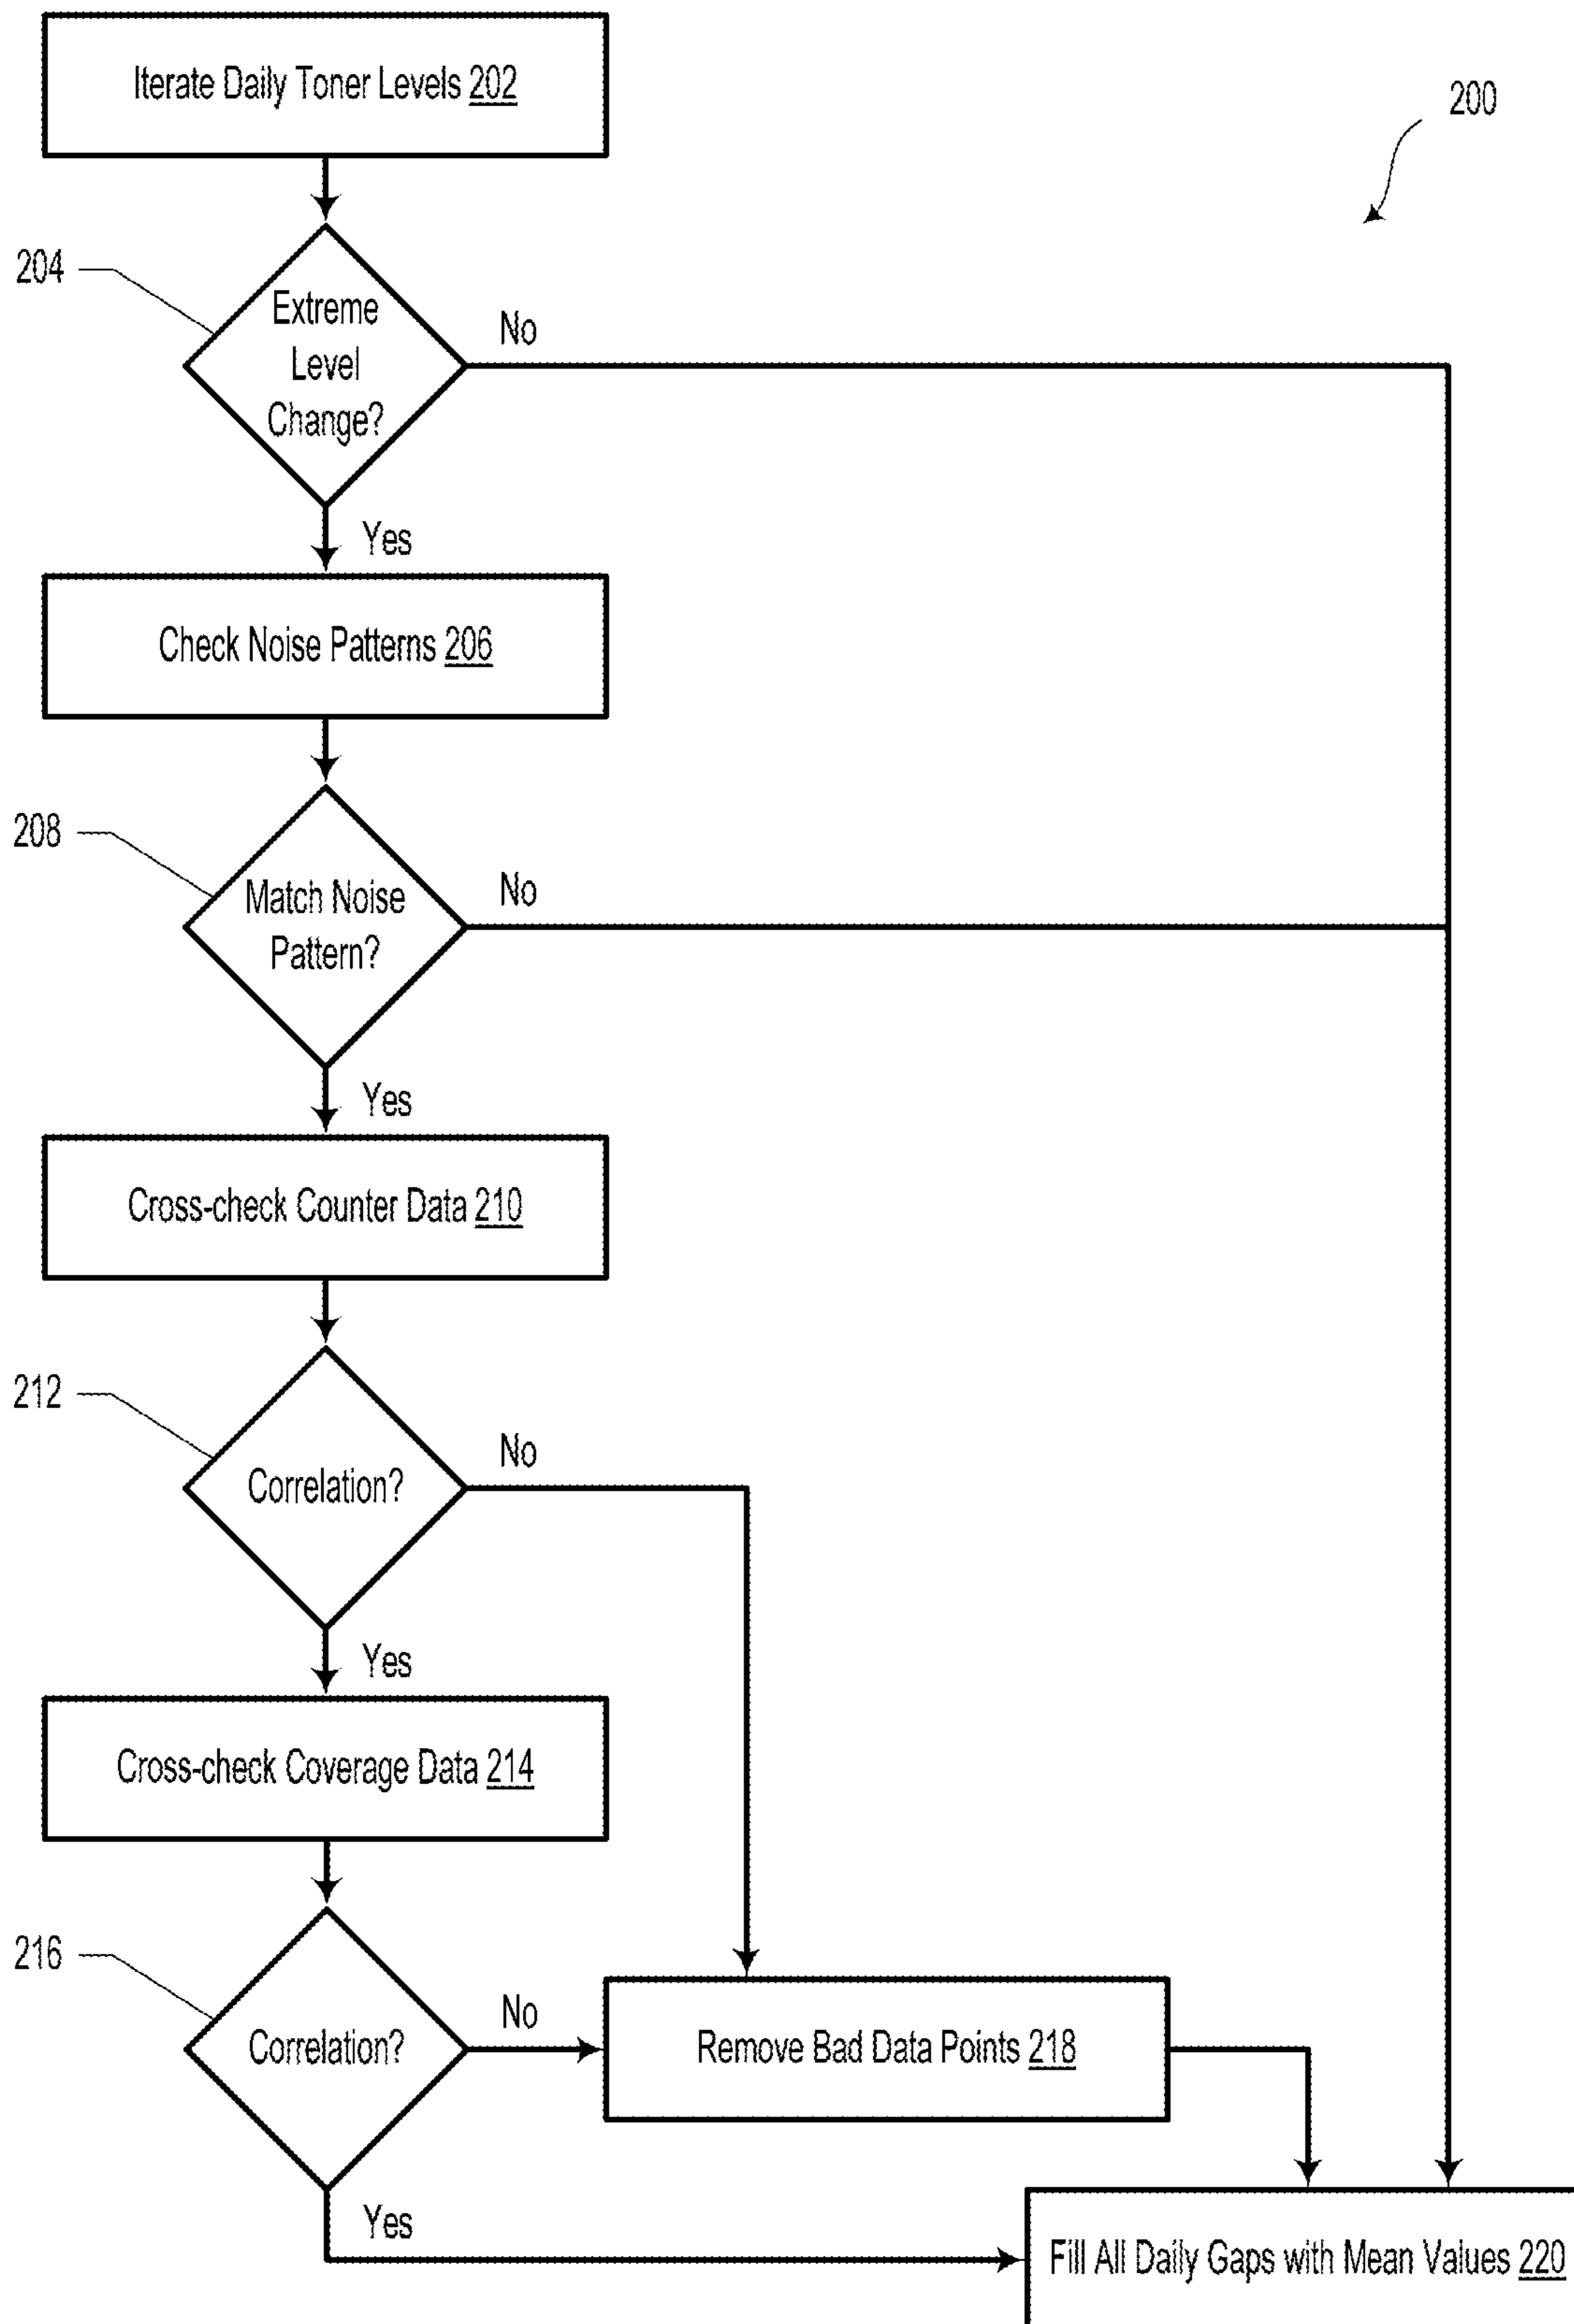 Iterate Daily Toner Levels 202
200
204
Extreme
Level
Change?
No
Yes
Check Noise Patterns 206
208
Match Noise
Pattern?
No
Yes
Cross-check Counter Data 210
212
Correlation?
No
Yes
Cross-check Coverage Data 214
216
Correlation?
No
Remove Bad Data Points 218
Yes
Fill All Daily Gaps with Mean Values 220